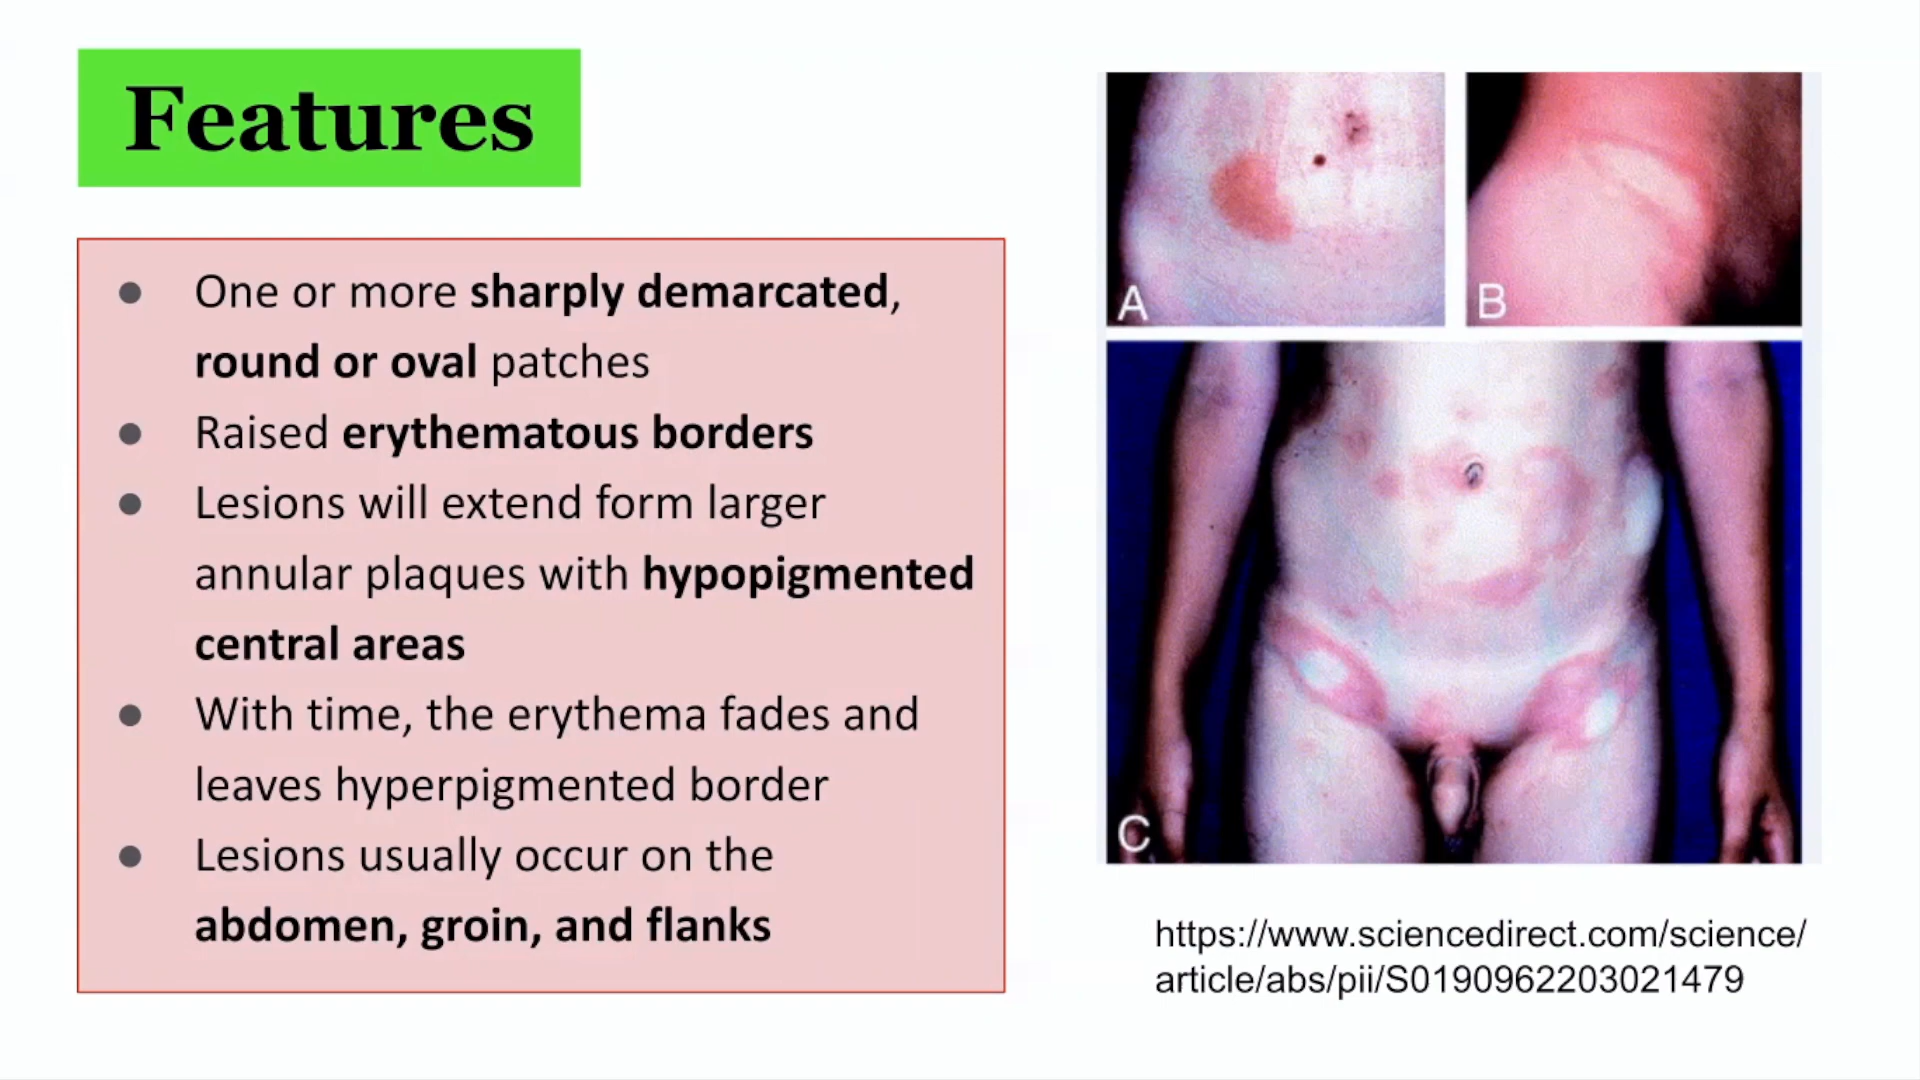 Features
● One or more sharply demarcated,
round or oval patches
● Raised erythematous borders
● Lesions will extend form larger
annular plaques with hypopigmented
central areas
● With time, the erythema fades and
leaves hyperpigmented border
● Lesions usually occur on the
abdomen, groin, and flanks
A
B
C
https://www.sciencedirect.com/science/
article/abs/pii/S0190962203021479